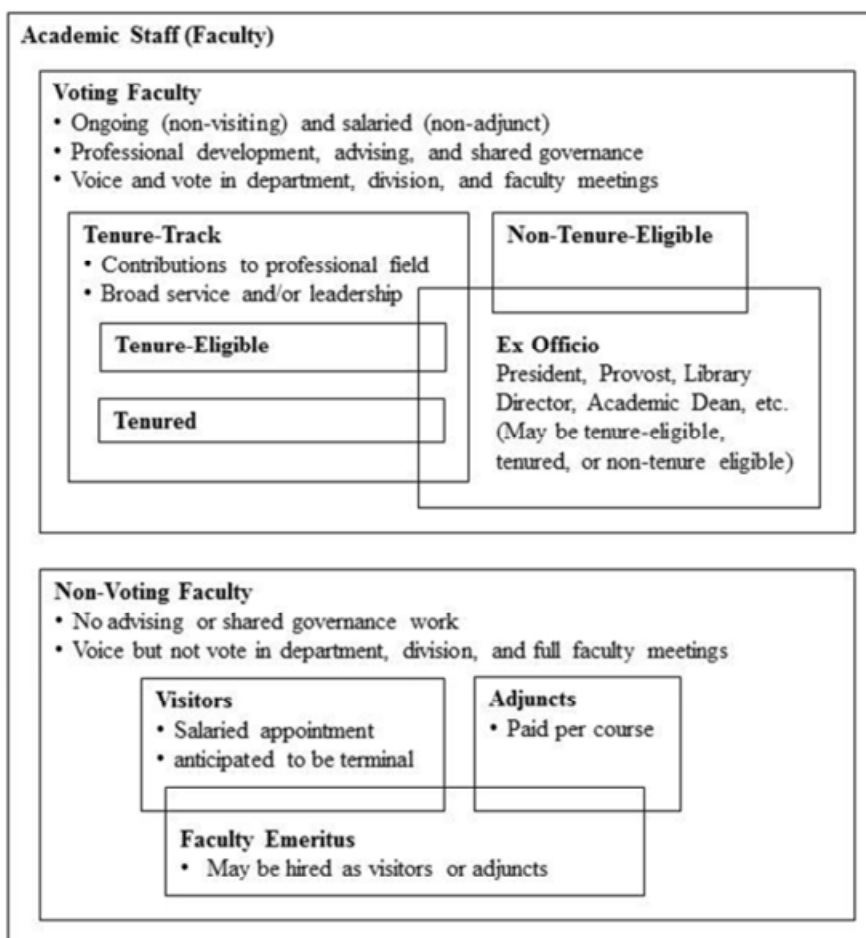 Academic Staff (Faculty)
Voting Faculty
• Ongoing (non-visiting) and salaried (non-adjunct)
• Professional development, advising, and shared governance
• Voice and vote in department, division, and faculty meetings
Tenure-Track
• Contributions to professional field
• Broad service and/or leadership
Tenure-Eligible
Tenured
Non-Tenure-Eligible
Ex Officio
President, Provost, Library
Director, Academic Dean, etc.
(May be tenure-eligible,
tenured, or non-tenure eligible)
Non-Voting Faculty
• No advising or shared governance work
• Voice but not vote in department, division, and full faculty meetings
Visitors
• Salaried appointment
• anticipated to be terminal
Adjuncts
• Paid per course
Faculty Emeritus
• May be hired as visitors or adjuncts